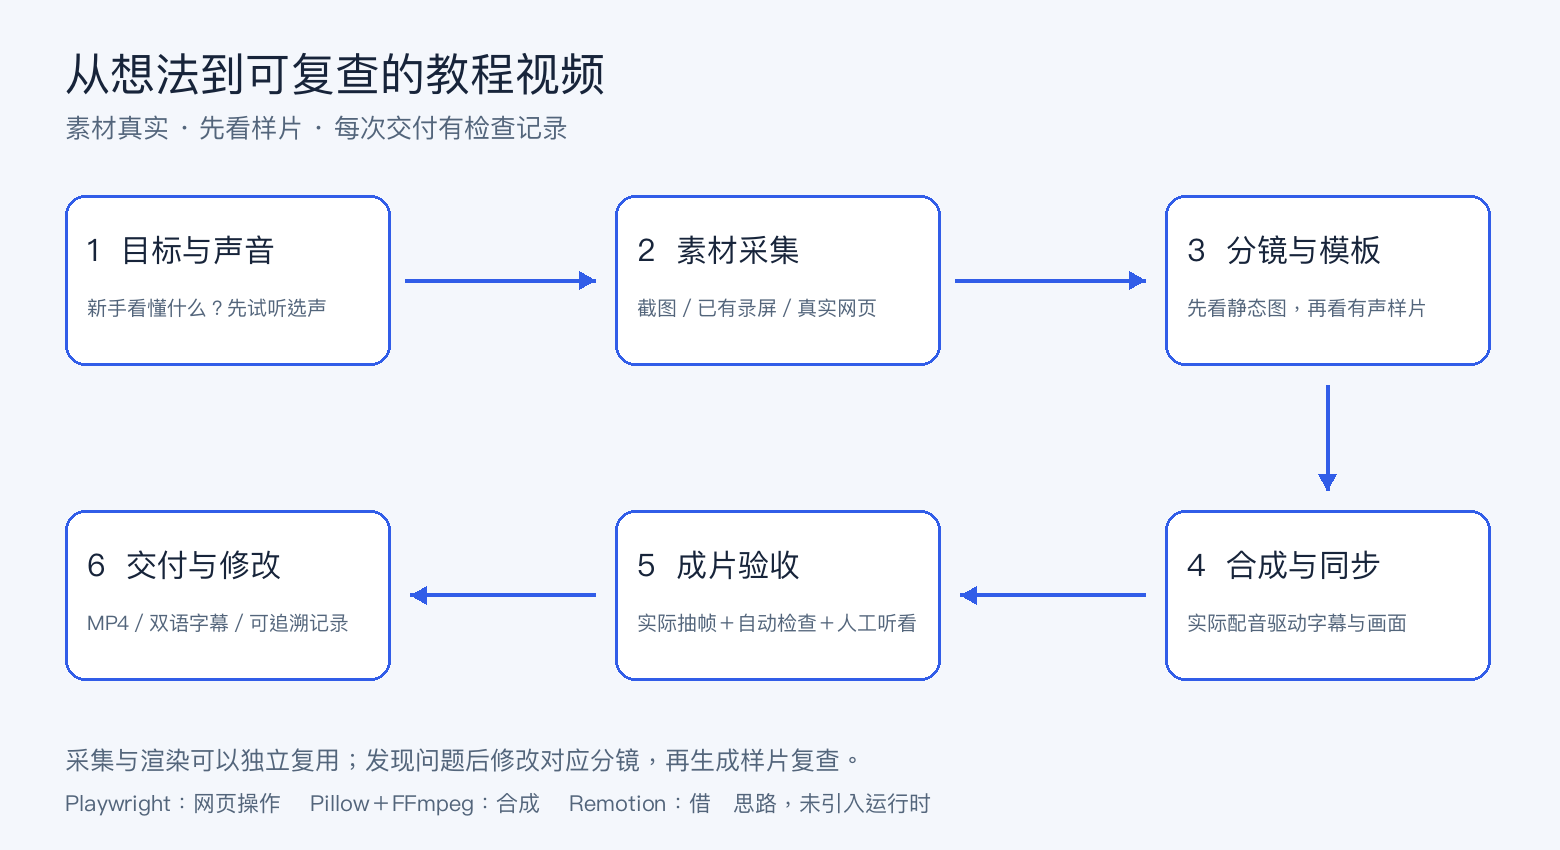 从想法到可复查的教程视频
素材真实 · 先看样片 · 每次交付有检查记录
1 目标与声音
新手看懂什么？先试听选声
2 素材采集
截图 / 已有录屏 / 真实网页
3 分镜与模板
先看静态图，再看有声样片
4 合成与同步
实际配音驱动字幕与画面
5 成片验收
实际抽帧＋自动检查＋人工听看
6 交付与修改
MP4 / 双语字幕 / 可追溯记录
采集与渲染可以独立复用；发现问题后修改对应分镜，再生成样片复查。
Playwright：网页操作 Pillow＋FFmpeg：合成 Remotion：借 思路，未引入运行时